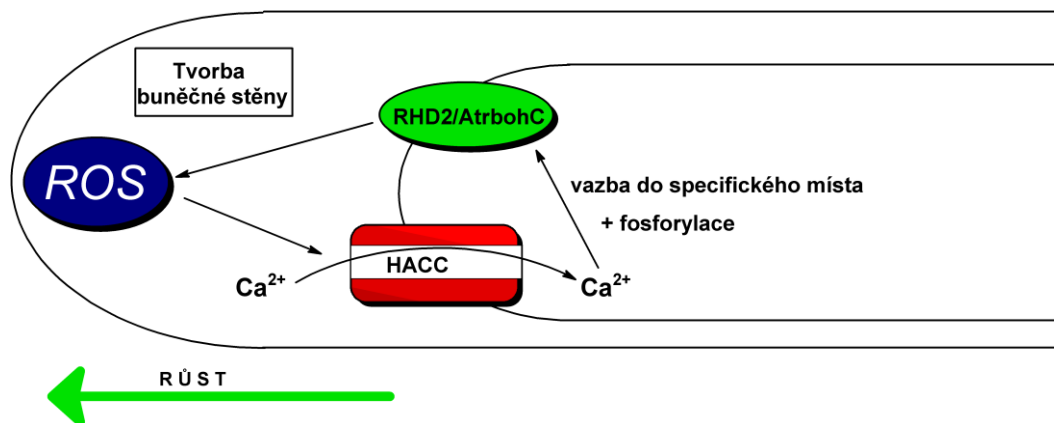 Tvorba
buněčné stěny
RHD2/AtrbohC
ROS
vazba do specifického místa
+ fosforylace
HACC
Ca²⁺
Ca²⁺
RŮST